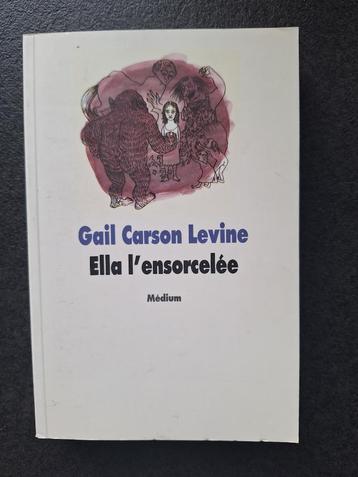 Gail Carson Levine
Ella l'ensorcelée
Médium